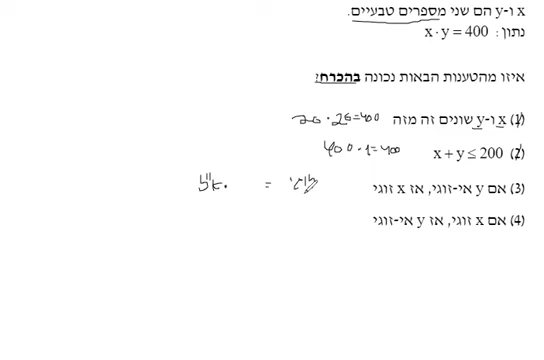 x ו-y הם שני מספרים טבעיים.
נתון: x·y = 400
איזו מהטענות הבאות נכונה בהכרח?
(1) x ו-y שונים זה מזה 20·20=400
(2) x + y ≤ 200 400·1=400
(3) אם y אי-זוגי, אז x זוגי זוגי =
(4) אם x זוגי, אז y אי-זוגי